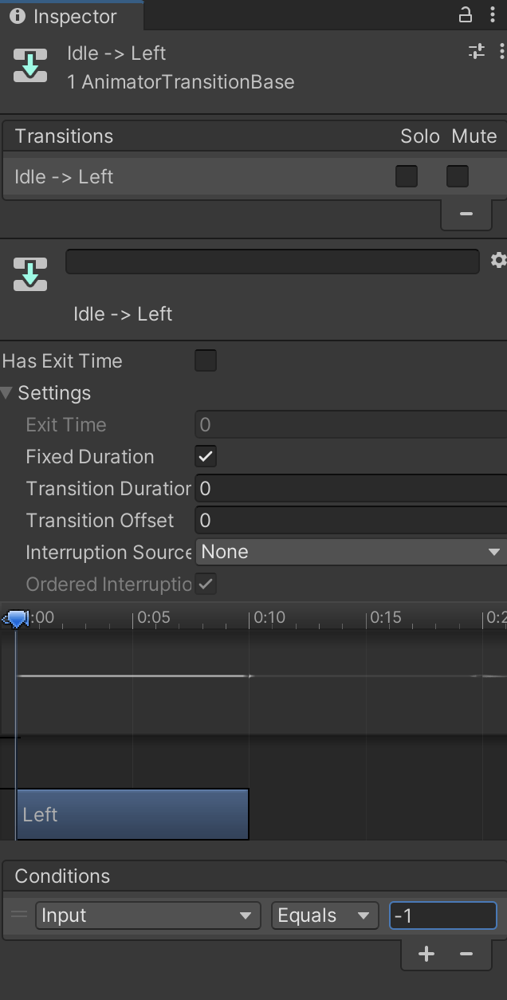 Inspector
Idle -> Left
1 AnimatorTransitionBase
Transitions Solo Mute
Idle -> Left
Idle -> Left
Has Exit Time
Settings
Exit Time 0
Fixed Duration
Transition Duration 0
Transition Offset 0
Interruption Source None
Ordered Interruptio
:00 0:05 0:10 0:15 0:2
Left
Conditions
Input Equals -1